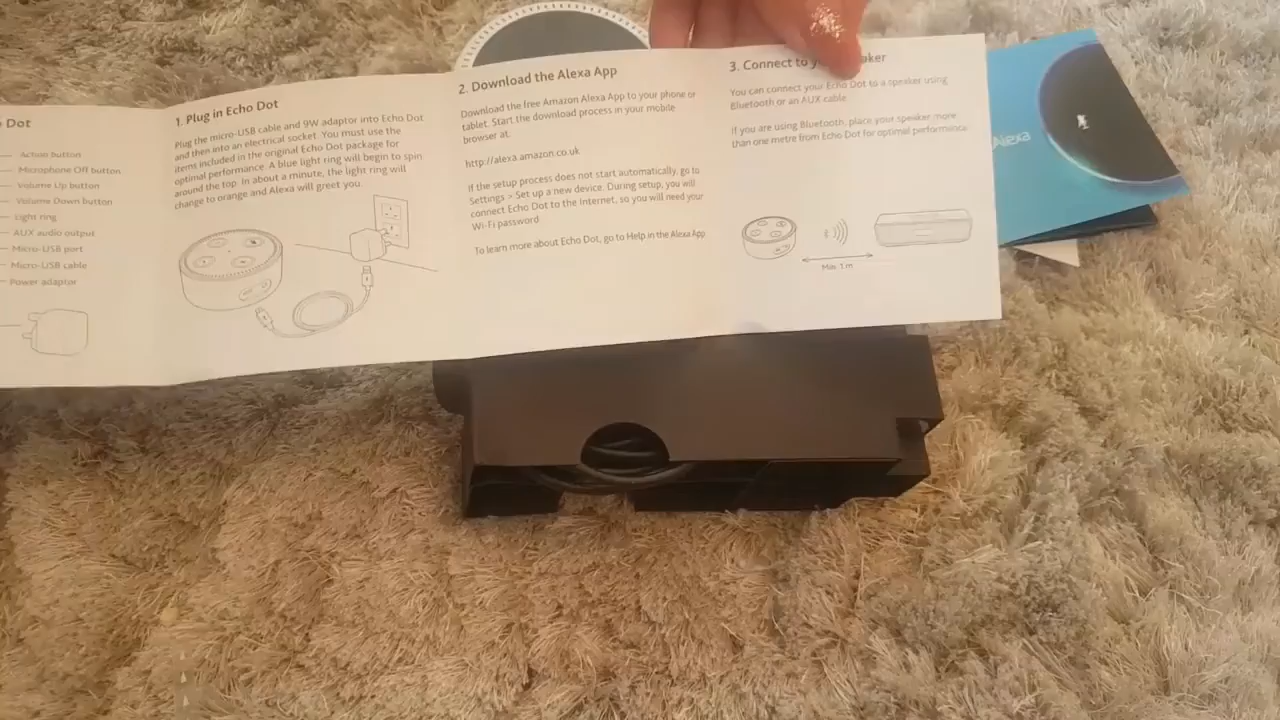 Dot
Action button
Microphone Off button
Volume Up button
Volume Down button
Light ring
AUX audio output
Micro-USB port
Micro-USB cable
Power adaptor
1. Plug in Echo Dot
Plug the micro-USB cable and 9W adaptor into Echo Dot
and then into an electrical socket. You must use the
items included in the original Echo Dot package for
optimal performance. A blue light ring will begin to spin
around the top. In about a minute, the light ring will
change to orange and Alexa will greet you.
2. Download the Alexa App
Download the free Amazon Alexa App to your phone or
tablet. Start the download process in your mobile
browser at:
http://alexa.amazon.co.uk
If the setup process does not start automatically, go to
Settings > Set up a new device. During setup, you will
connect Echo Dot to the Internet, so you will need your
Wi-Fi password.
To learn more about Echo Dot, go to Help in the Alexa App
3. Connect to
You can connect your Echo Dot to a speaker using
Bluetooth or an AUX cable.
If you are using Bluetooth, place your speaker more
than one metre from Echo Dot for optimal performance.
1 m
Alexa